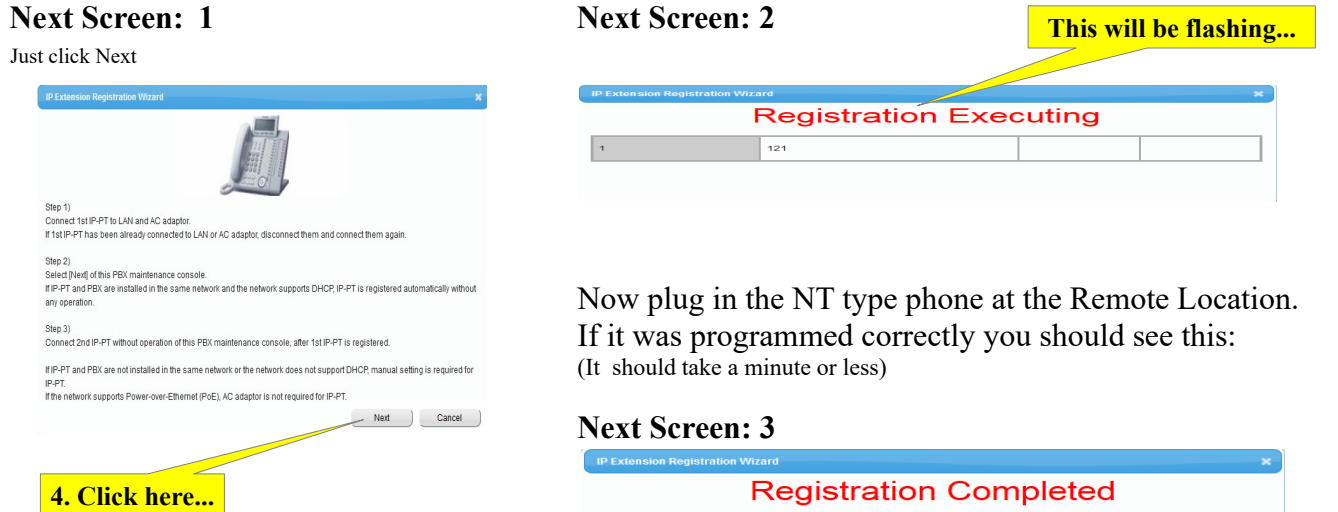 Next Screen: 1
Just click Next
IP Extension Registration Wizard
Step 1)
Connect 1st IP-PT to LAN and AC adaptor.
If 1st IP-PT has been already connected to LAN or AC adaptor, disconnect them and connect them again.
Step 2)
Select [Next] of this PBX maintenance console.
If IP-PT and PBX are installed in the same network and the network supports DHCP, IP-PT is registered automatically without
any operation.
Step 3)
Connect 2nd IP-PT without operation of this PBX maintenance console, after 1st IP-PT is registered.
If IP-PT and PBX are not installed in the same network or the network does not support DHCP, manual setting is required for
IP-PT.
If the network supports Power-over-Ethernet (PoE), AC adaptor is not required for IP-PT.
Next Cancel
4. Click here...
Next Screen: 2
This will be flashing...
IP Extension Registration Wizard
Registration Executing
1 121
Now plug in the NT type phone at the Remote Location.
If it was programmed correctly you should see this:
(It should take a minute or less)
Next Screen: 3
IP Extension Registration Wizard
Registration Completed